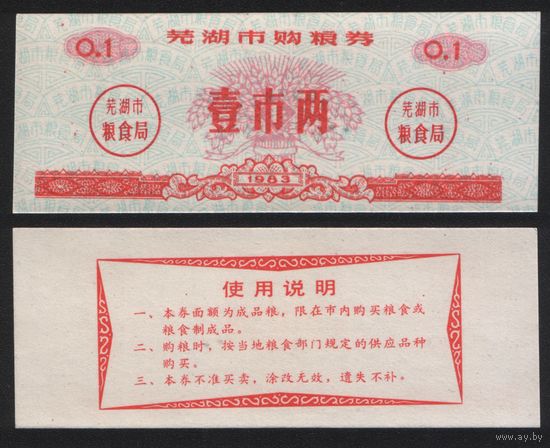 芜湖市购粮券
0.1 0.1
芜湖市
粮食局
壹市两
芜湖市
粮食局
1983
使用说明
一、本券面额为成品粮，限在市内购买粮食或
粮食制成品。
二、购粮时，按当地粮食部门规定的供应品种
购买。
三、本券不准买卖，涂改无效，遗失不补。
www.ay.by